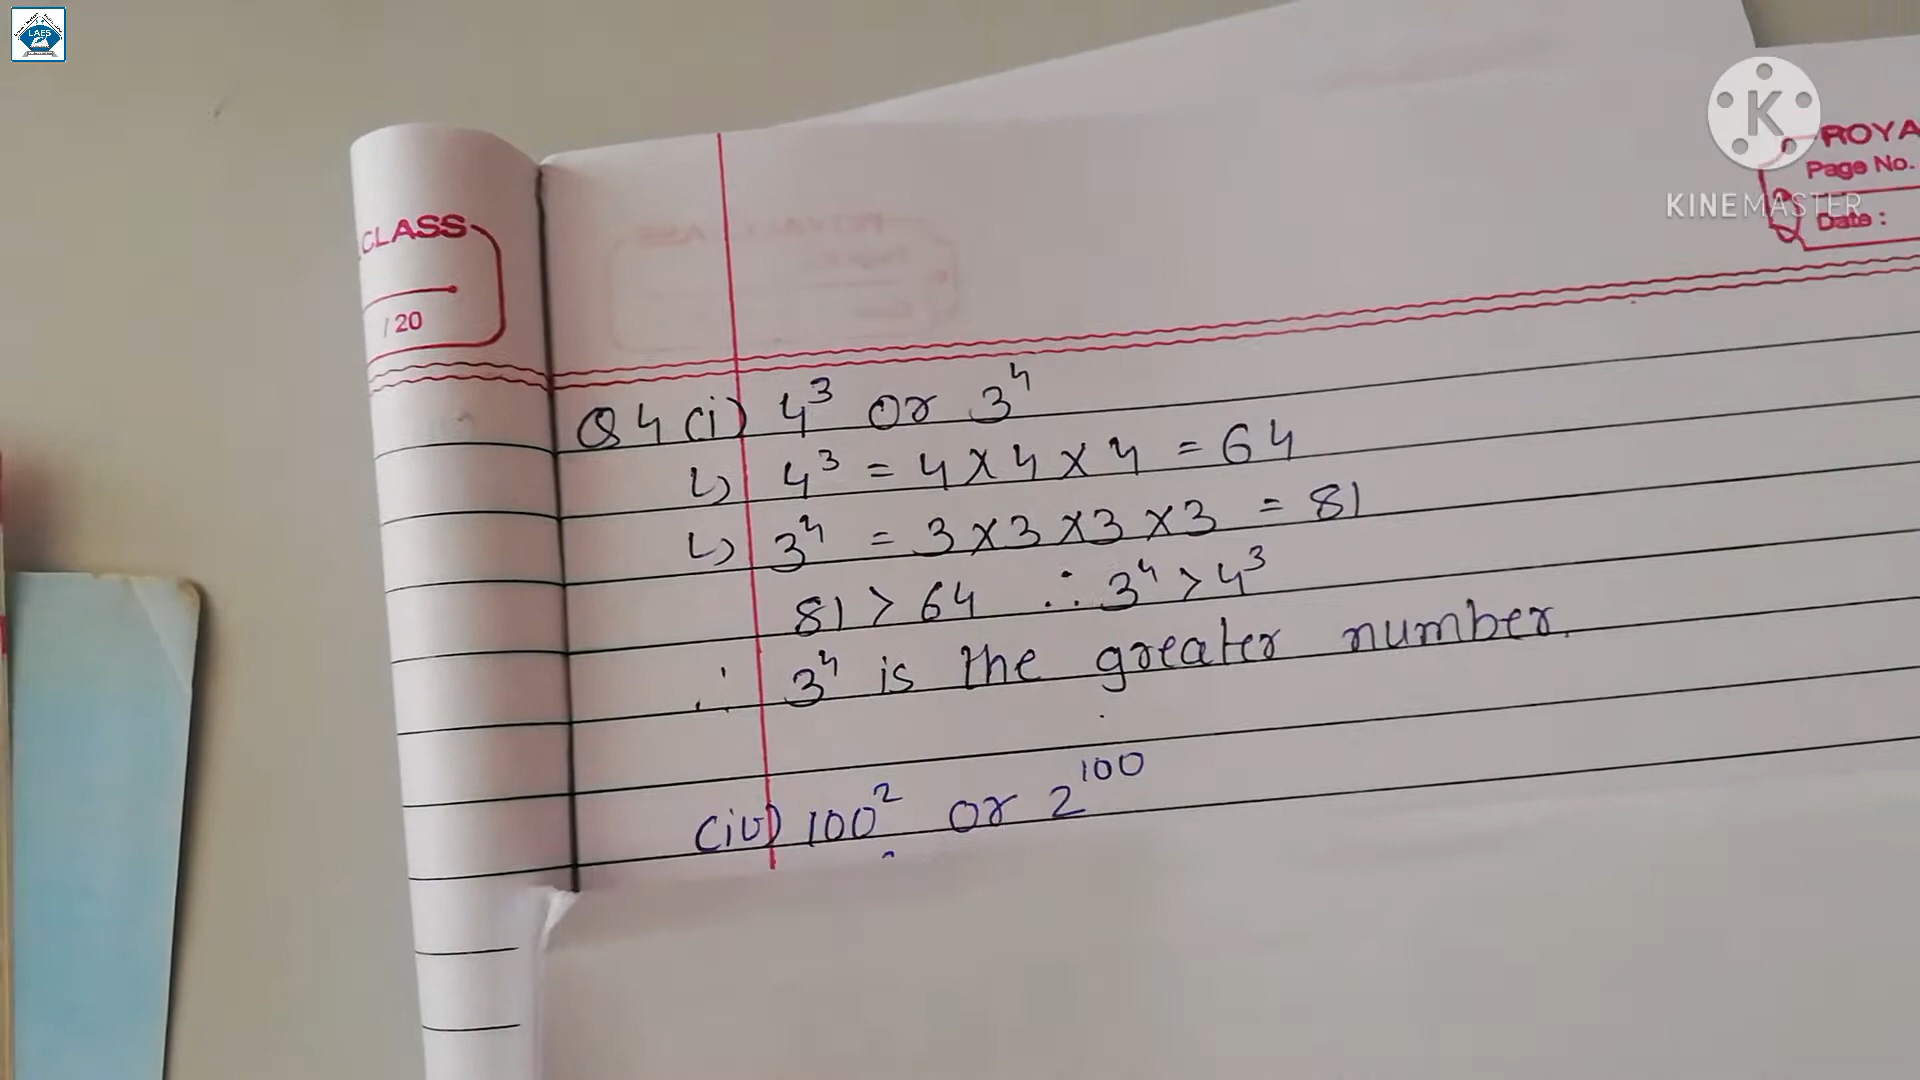 LAES
KINEMASTER
ROYA
Page No.
Date :
CLASS
/ 20
Q4 (i) 4³ or 3⁴
↳ 4³ = 4 × 4 × 4 = 64
↳ 3⁴ = 3 × 3 × 3 × 3 = 81
81 > 64 ∴ 3⁴ > 4³
∴ 3⁴ is the greater number.
(iv) 100² or 2¹⁰⁰